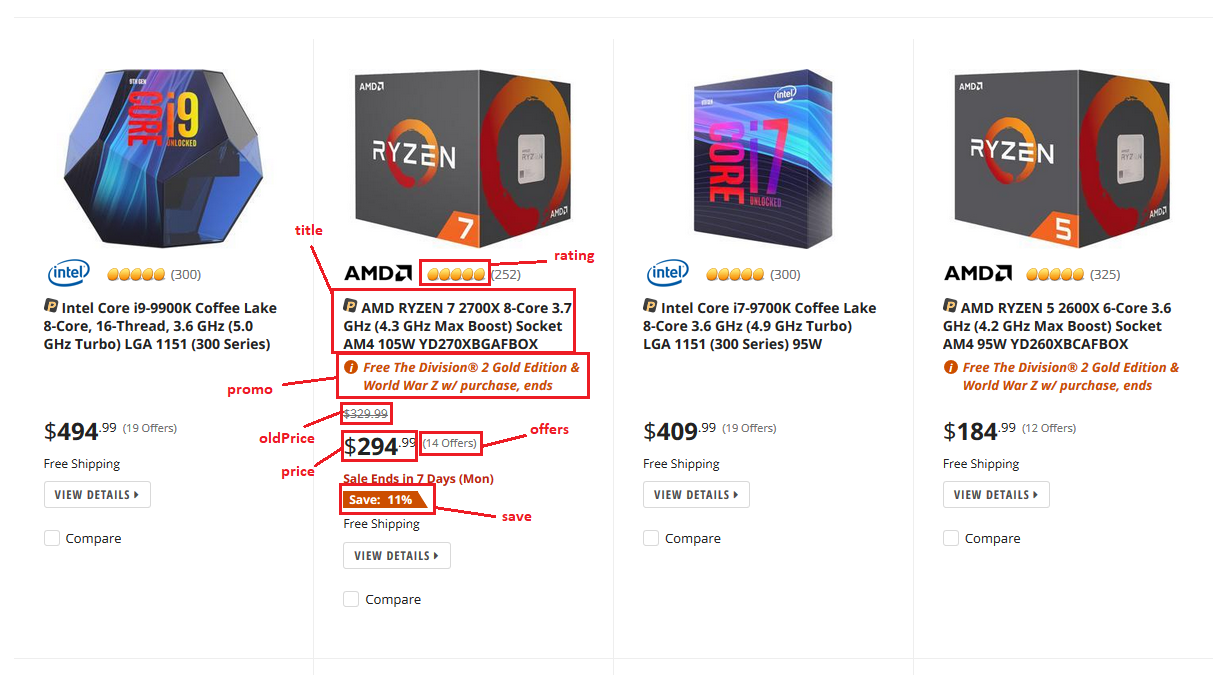 9TH GEN
CORE i9
UNLOCKED
intel
(300)
Intel Core i9-9900K Coffee Lake
8-Core, 16-Thread, 3.6 GHz (5.0
GHz Turbo) LGA 1151 (300 Series)
$494.99 (19 Offers)
Free Shipping
VIEW DETAILS
Compare
AMD
RYZEN
RYZEN
AMD
7
title
rating
AMD
(252)
P AMD RYZEN 7 2700X 8-Core 3.7
GHz (4.3 GHz Max Boost) Socket
AM4 105W YD270XBGAFBOX
promo
i Free The Division® 2 Gold Edition &
World War Z w/ purchase, ends
oldPrice
$329.99
price
$294.99 (14 Offers)
offers
Sale Ends in 7 Days (Mon)
Save: 11%
save
Free Shipping
VIEW DETAILS
Compare
intel
CORE i7
UNLOCKED
intel
(300)
P Intel Core i7-9700K Coffee Lake
8-Core 3.6 GHz (4.9 GHz Turbo)
LGA 1151 (300 Series) 95W
$409.99 (19 Offers)
Free Shipping
VIEW DETAILS
Compare
AMD
RYZEN
RYZEN
AMD
5
AMD
(325)
P AMD RYZEN 5 2600X 6-Core 3.6
GHz (4.2 GHz Max Boost) Socket
AM4 95W YD260XBCAFBOX
i Free The Division® 2 Gold Edition &
World War Z w/ purchase, ends
$184.99 (12 Offers)
Free Shipping
VIEW DETAILS
Compare